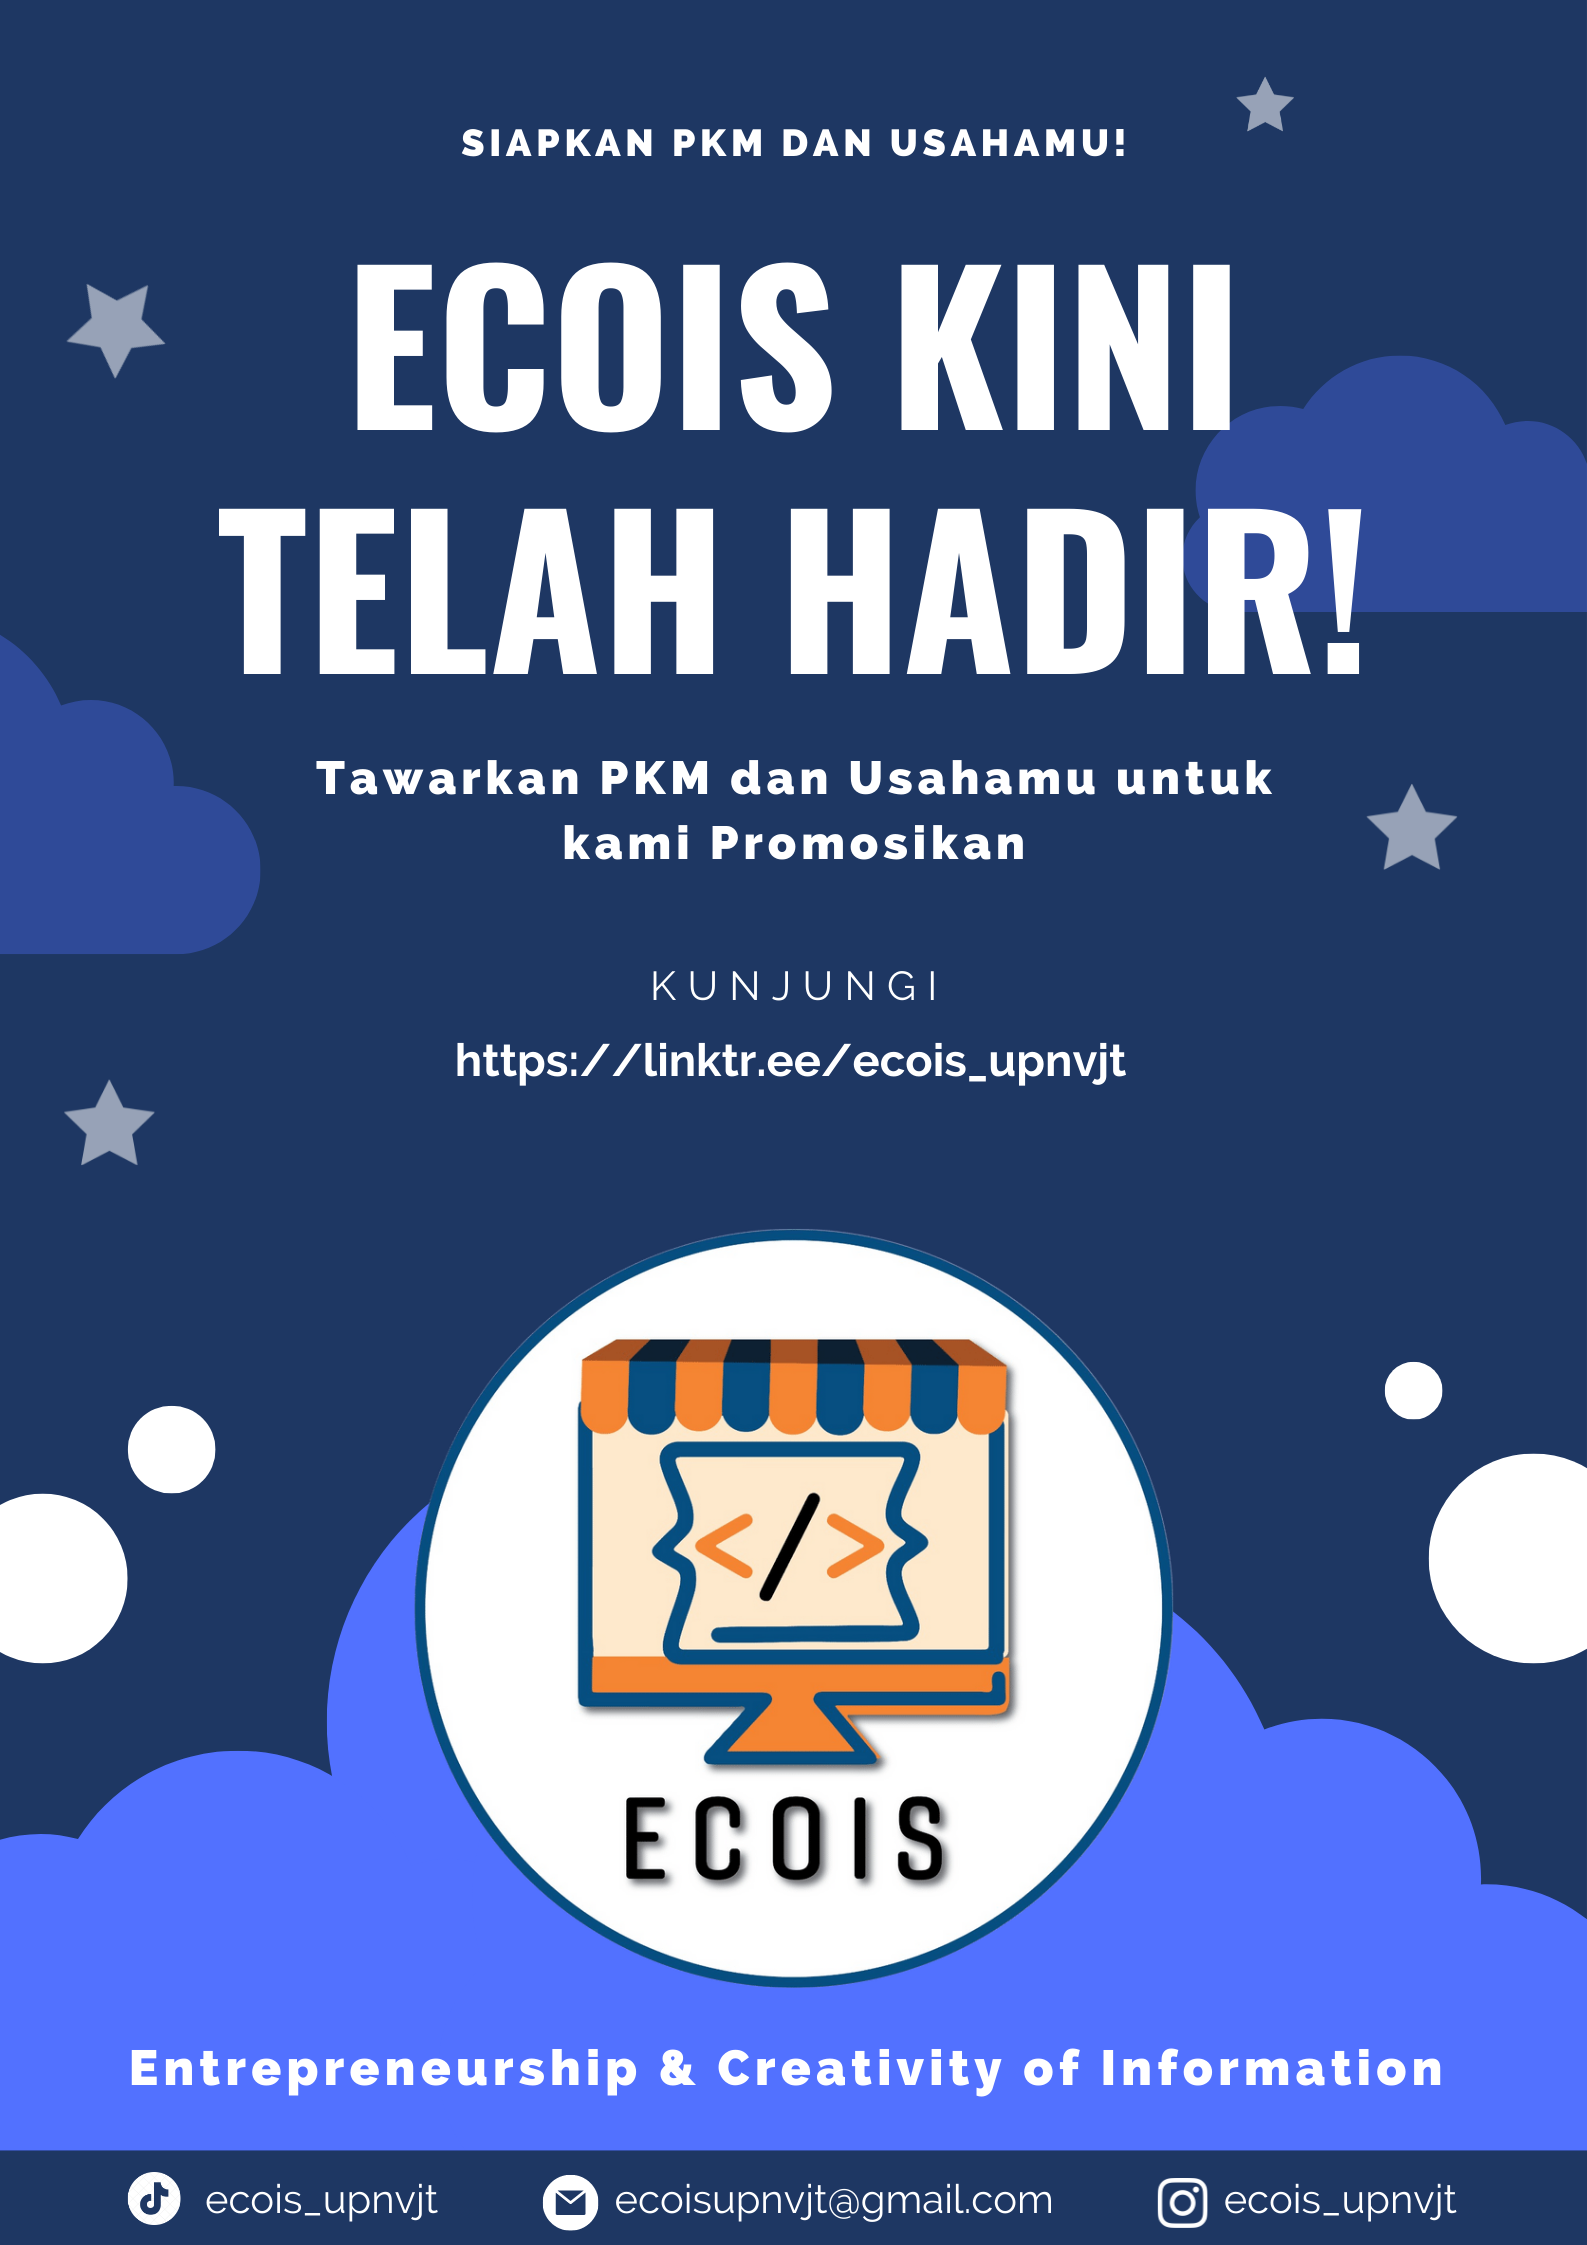 SIAPKAN PKM DAN USAHAMU!
ECOIS KINI
TELAH HADIR!
Tawarkan PKM dan Usahamu untuk
kami Promosikan
KUNJUNGI
https://linktr.ee/ecois_upnvjt
</>
ECOIS
Entrepreneurship & Creativity of Information
ecois_upnvjt
ecoisupnvjt@gmail.com
ecois_upnvjt